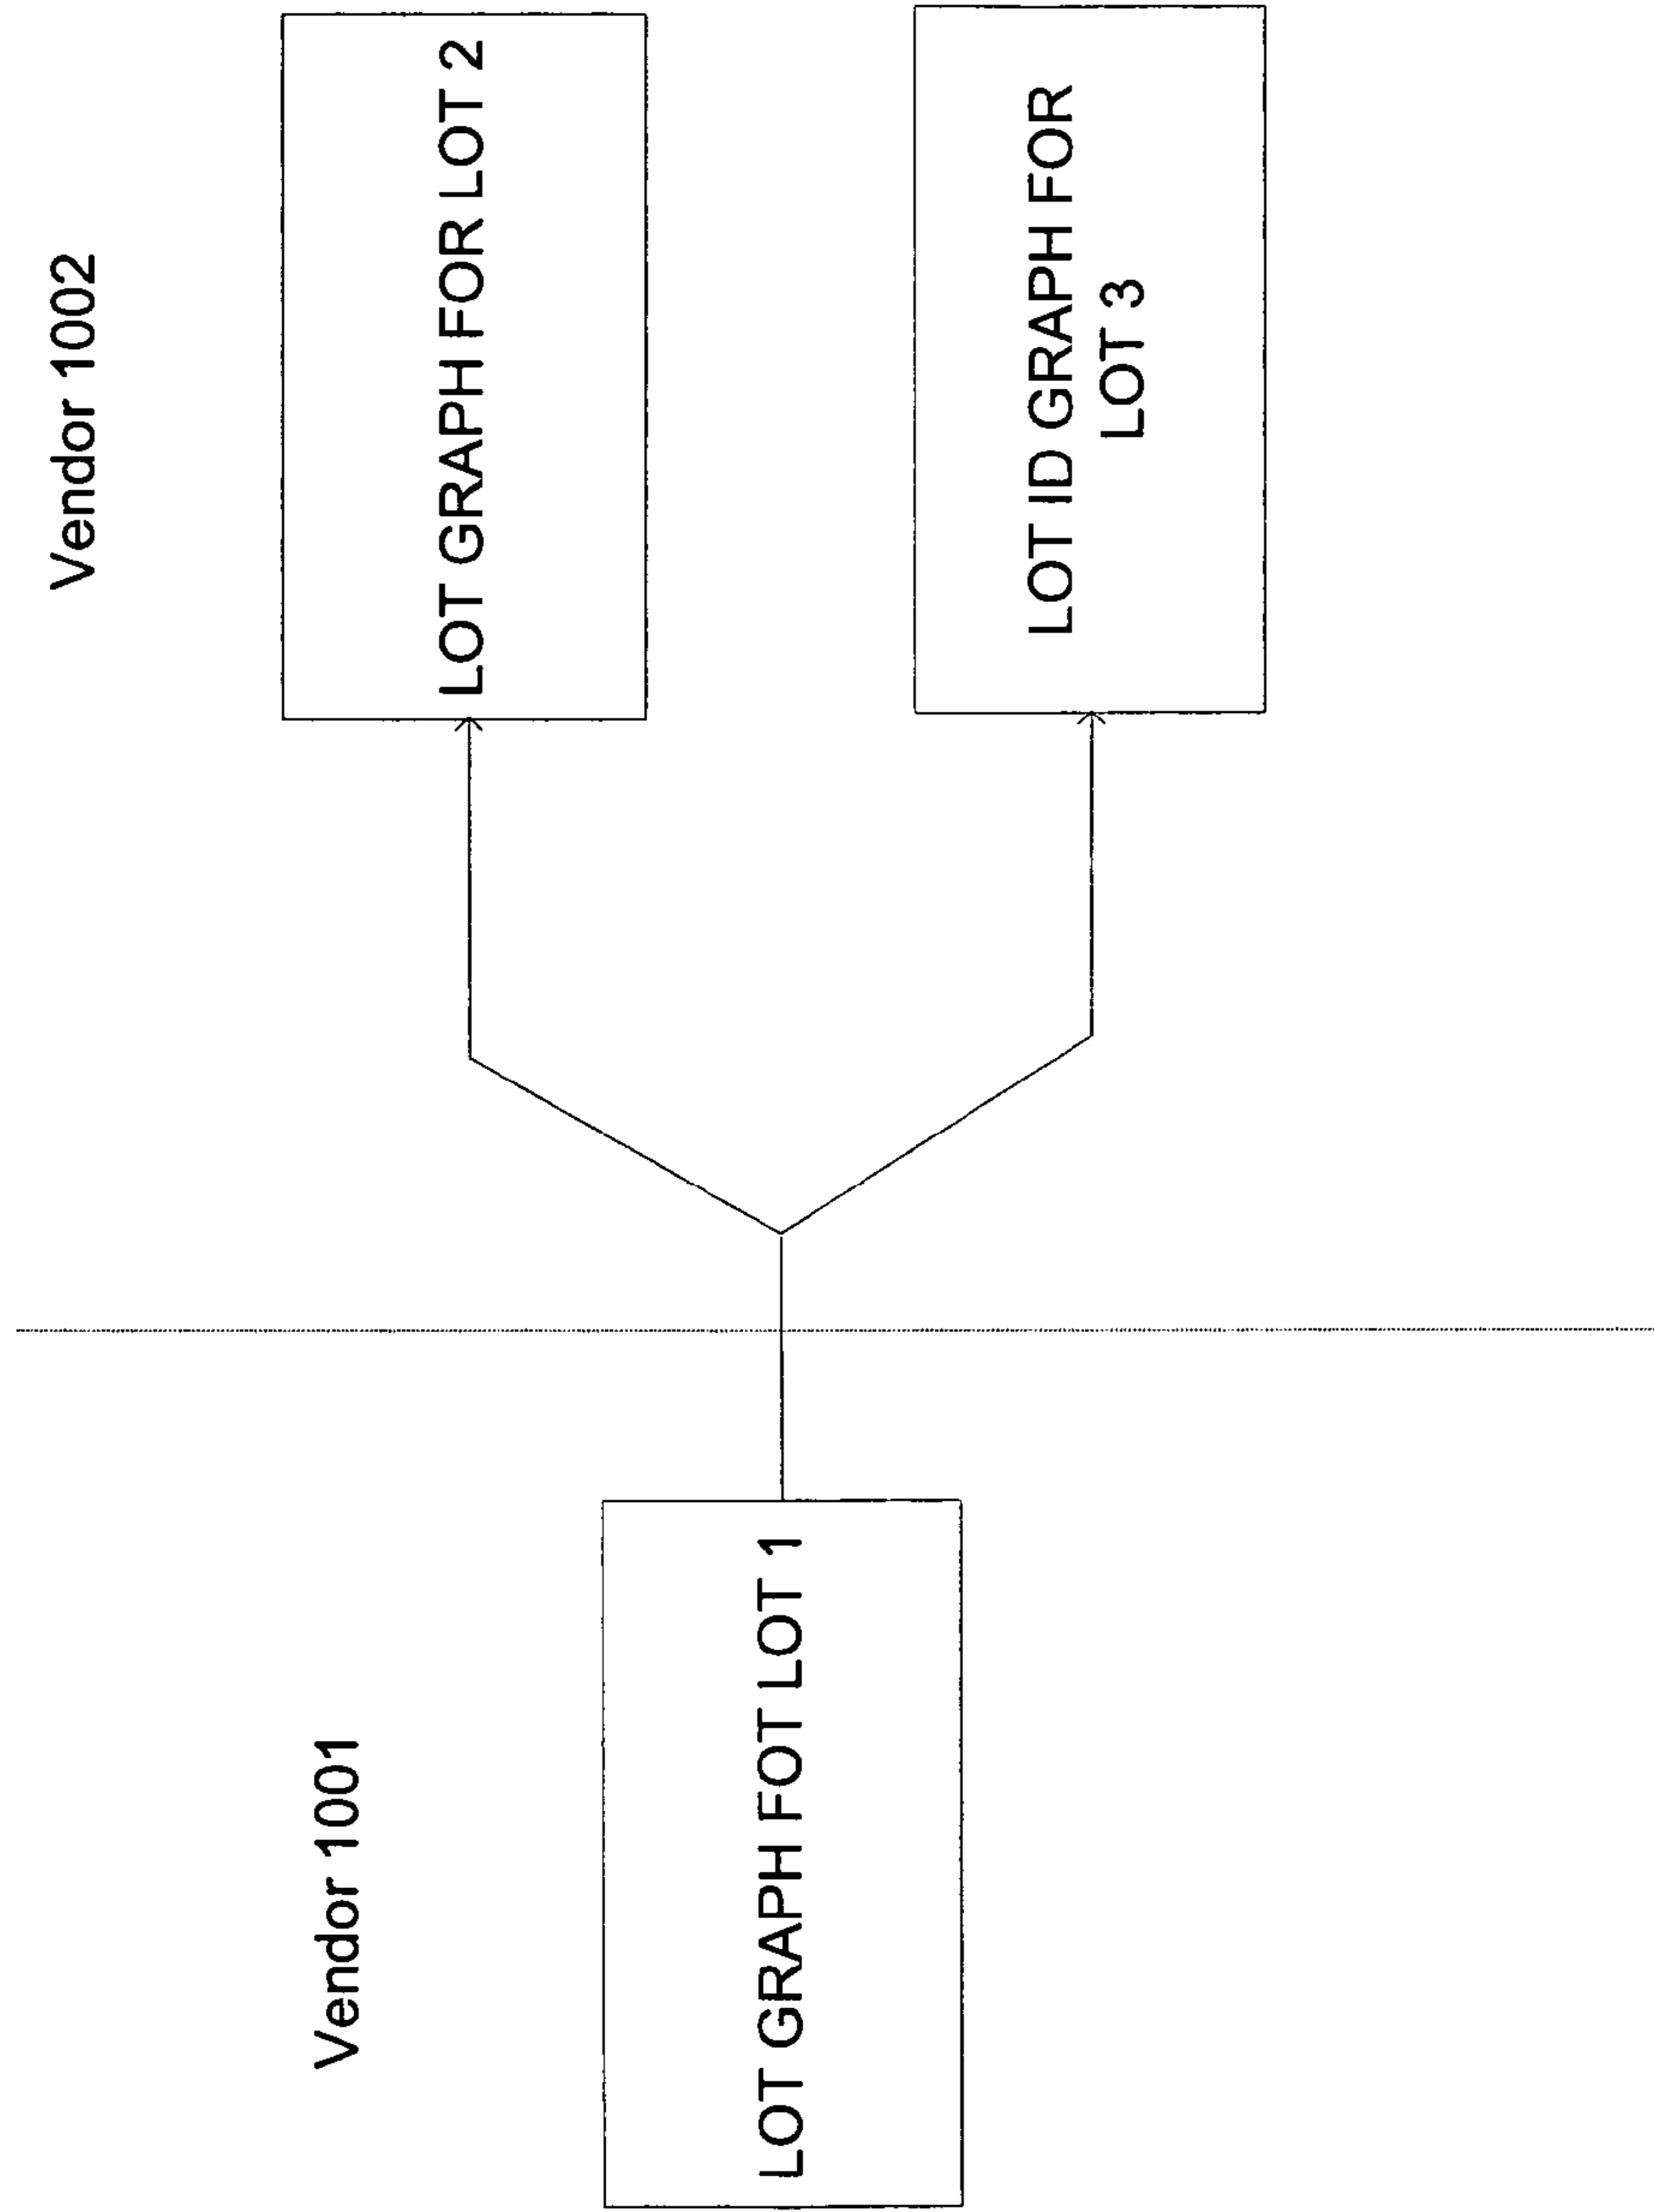 Vendor 1001
LOT GRAPH FOT LOT 1
Vendor 1002
LOT GRAPH FOR LOT 2
LOT ID GRAPH FOR
LOT 3